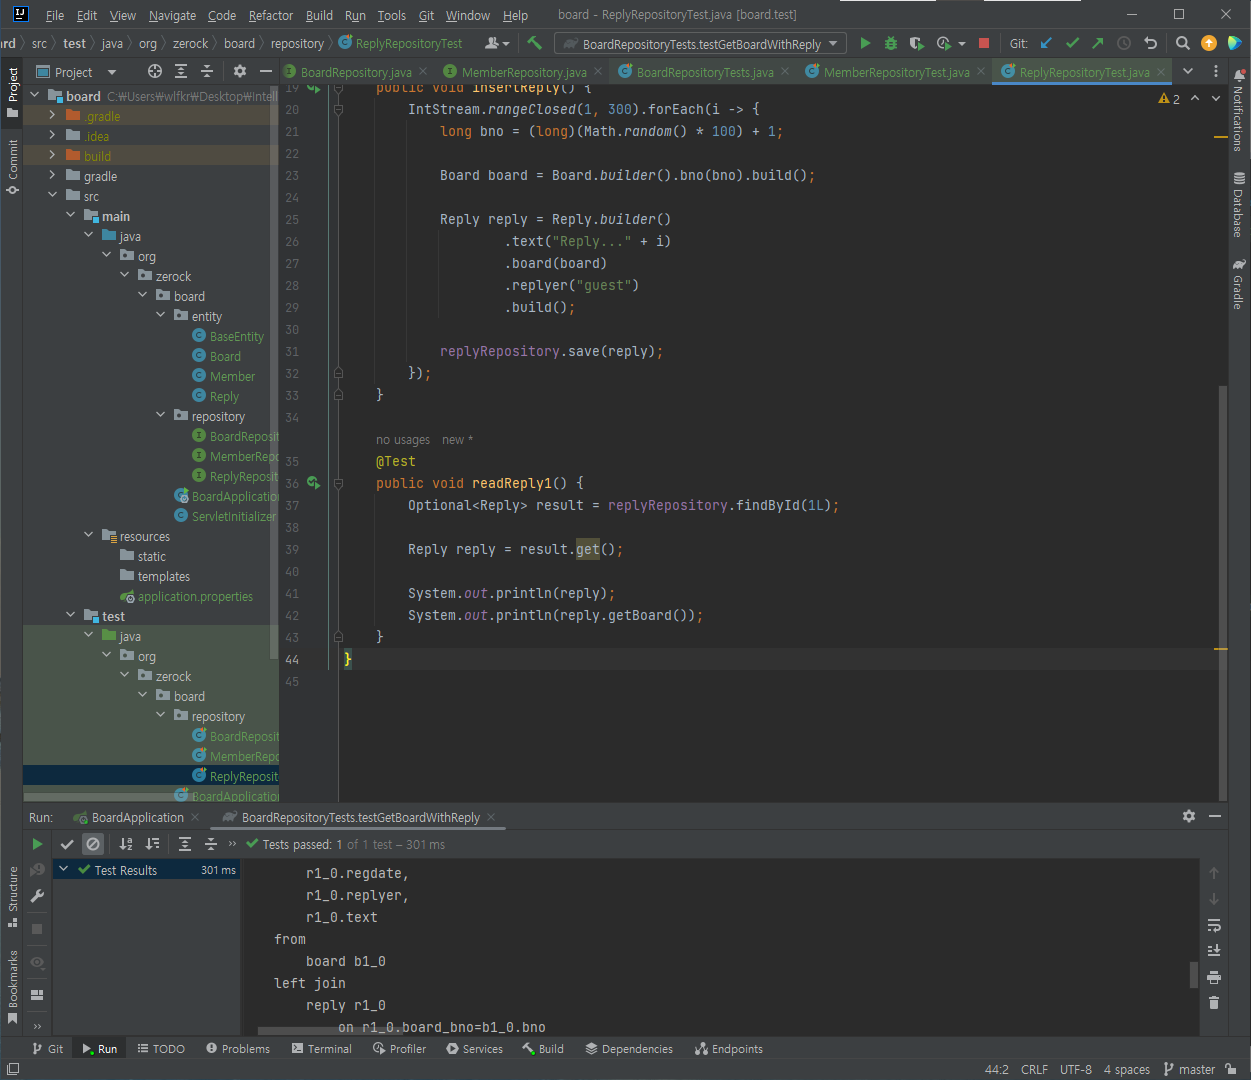 File Edit View Navigate Code Refactor Build Run Tools Git Window Help board - ReplyRepositoryTest.java [board.test]
ard src test java org zerock board repository ReplyRepositoryTest BoardRepositoryTests.testGetBoardWithReply Git:
Project BoardRepository.java MemberRepository.java BoardRepositoryTests.java MemberRepositoryTest.java ReplyRepositoryTest.java
board C:₩Users₩wlfkr₩Desktop₩Intell
.gradle
.idea
build
gradle
src
main
java
org
zerock
board
entity
BaseEntity
Board
Member
Reply
repository
BoardReposit
MemberRepo
ReplyReposit
BoardApplication
ServletInitializer
resources
static
templates
application.properties
test
java
org
zerock
board
repository
BoardReposit
MemberRepo
ReplyReposit
BoardApplication
19 public void insertReply() {
20 IntStream.rangeClosed(1, 300).forEach(i -> {
21 long bno = (long)(Math.random() * 100) + 1;
22
23 Board board = Board.builder().bno(bno).build();
24
25 Reply reply = Reply.builder()
26 .text("Reply..." + i)
27 .board(board)
28 .replyer("guest")
29 .build();
30
31 replyRepository.save(reply);
32 });
33 }
34
no usages new *
35 @Test
36 public void readReply1() {
37 Optional<Reply> result = replyRepository.findById(1L);
38
39 Reply reply = result.get();
40
41 System.out.println(reply);
42 System.out.println(reply.getBoard());
43 }
44 }
45
2
Project
Commit
Structure
Bookmarks
Notifications
Database
Gradle
Run: BoardApplication BoardRepositoryTests.testGetBoardWithReply
Tests passed: 1 of 1 test – 301 ms
Test Results 301 ms
r1_0.regdate,
r1_0.replyer,
r1_0.text
from
board b1_0
left join
reply r1_0
on r1_0.board_bno=b1_0.bno
Git Run TODO Problems Terminal Profiler Services Build Dependencies Endpoints
44:2 CRLF UTF-8 4 spaces master